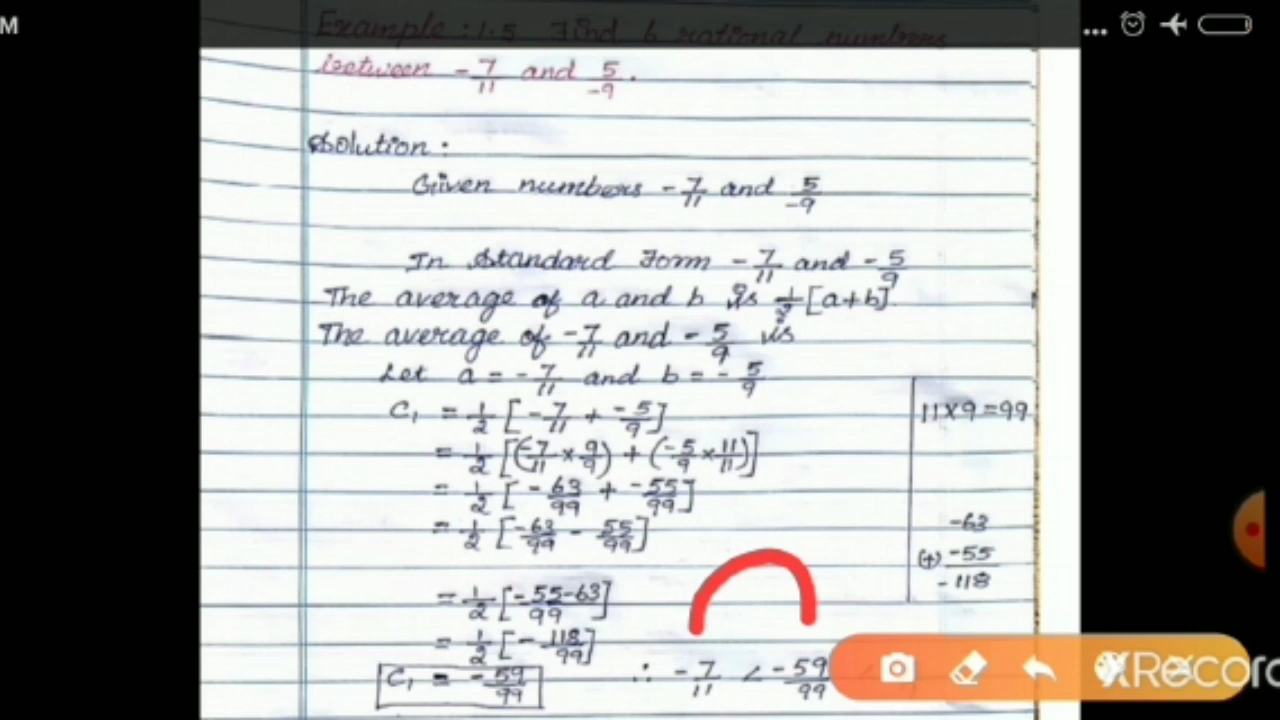 M
Example : 1.5 Find 6 rational numbers
between -7/11 and 5/-9.
Solution :
Given numbers -7/11 and 5/-9
In Standard Form -7/11 and -5/9
The average of a and b is 1/2 [a+b]
The average of -7/11 and -5/9 is
Let a = -7/11 and b = -5/9
C₁ = 1/2 [-7/11 + -5/9]
11×9=99
= 1/2 [(-7/11 × 9/9) + (-5/9 × 11/11)]
= 1/2 [-63/99 + -55/99]
= 1/2 [-63/99 - 55/99]
-63
(+) -55
-118
= 1/2 [-55-63/99]
= 1/2 [-118/99]
C₁ = -59/99
∴ -7/11 < -59/99 <
XRecord